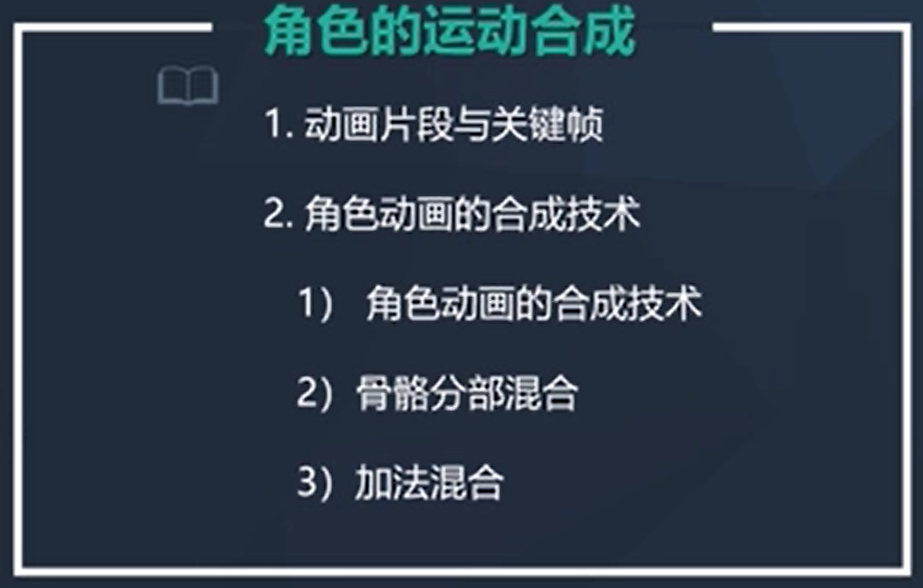 角色的运动合成
1. 动画片段与关键帧
2. 角色动画的合成技术
1） 角色动画的合成技术
2）骨骼分部混合
3）加法混合